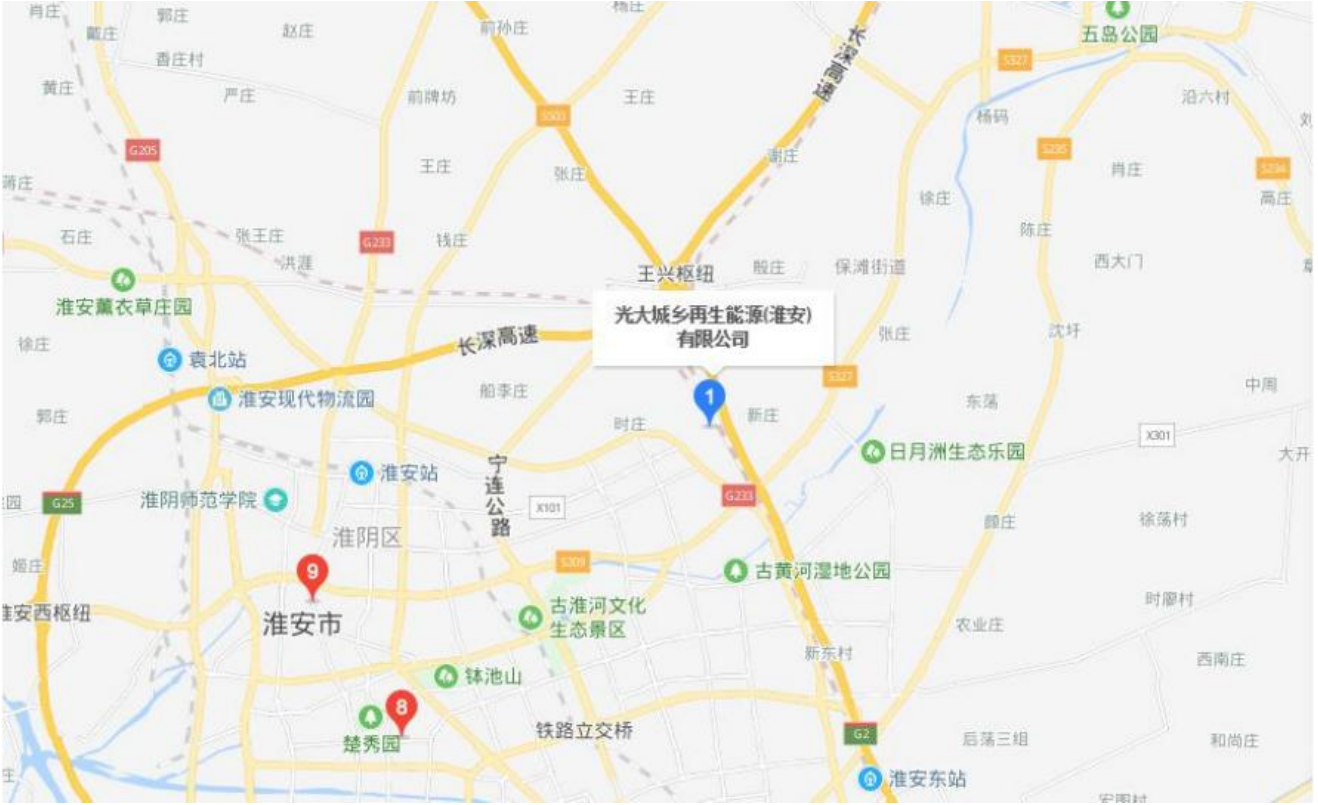 肖庄
郭庄
戴庄
赵庄
前孙庄
杨庄
长深高速
五岛公园
香庄村
S327
黄庄
严庄
前牌坊
王庄
沿六村
杨码
S503
G205
S235
S236
王庄
张庄
谢庄
肖庄
蒋庄
徐庄
高庄
石庄
张王庄
G233
钱庄
陈庄
洪涯
王兴枢纽
殷庄
保滩街道
西大门
淮安薰衣草庄园
光大城乡再生能源(淮安)
有限公司
徐庄
长深高速
张庄
沈圩
袁北站
S327
船李庄
淮安现代物流园
1
中周
东荡
郭庄
时庄
新庄
X301
日月洲生态乐园
大开
淮安站
宁连公路
G25
淮阴师范学院
X101
G233
颜庄
徐荡村
淮阴区
姬庄
9
S309
古黄河湿地公园
淮安西枢纽
淮安市
古淮河文化
生态景区
时廖村
农业庄
新东村
西南庄
钵池山
8
楚秀园
铁路立交桥
G2
后荡三组
和尚庄
淮安东站